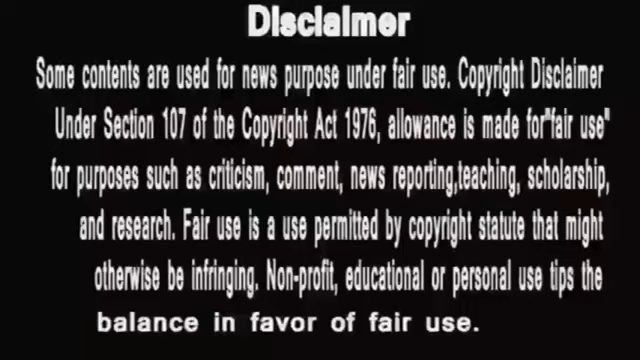 Disclaimer
Some contents are used for news purpose under fair use. Copyright Disclaimer
Under Section 107 of the Copyright Act 1976, allowance is made for"fair use"
for purposes such as criticism, comment, news reporting,teaching, scholarship,
and research. Fair use is a use permitted by copyright statute that might
otherwise be infringing. Non-profit, educational or personal use tips the
balance in favor of fair use.